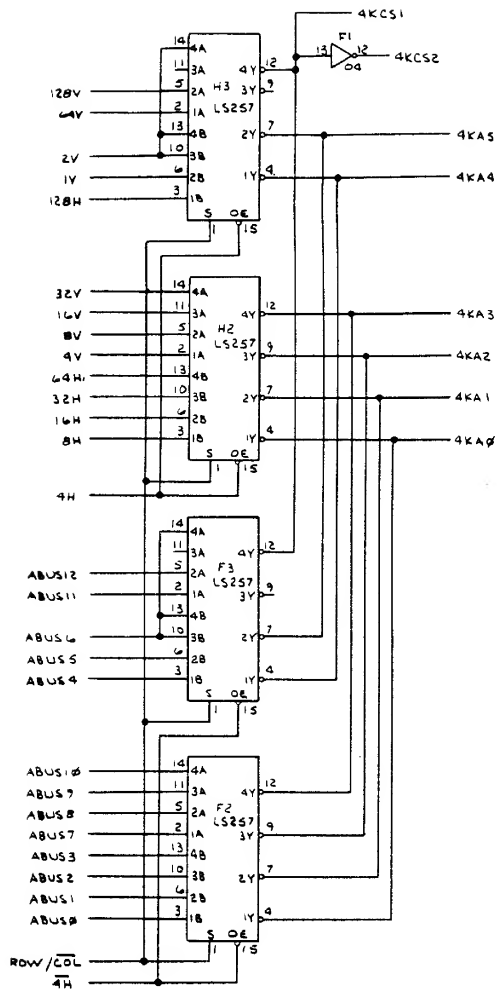 4KCS1
F1
13 12 4KCS2
04
14 4A
11 3A 4Y 12
128V 5 2A H3 3Y 9
64V 2 1A LS257
13 4B 2Y 7 4KA5
2V 10 3B
1Y 6 2B 1Y 4 4KA4
128H 3 1B
S OE
1 15
32V 14 4A
16V 11 3A 4Y 12 4KA3
8V 5 2A H2
4V 2 1A LS257 3Y 9 4KA2
64H 13 4B
32H 10 3B 2Y 7 4KA1
16H 6 2B
8H 3 1B 1Y 4 4KAØ
S OE
1 15
4H
14 4A
11 3A 4Y 12
ABUS12 5 2A F3
ABUS11 2 1A LS257 3Y 9
13 4B
ABUS6 10 3B 2Y 7
ABUS5 6 2B
ABUS4 3 1B 1Y 4
S OE
1 15
ABUS1Ø 14 4A
ABUS9 11 3A 4Y 12
ABUS8 5 2A F2
ABUS7 2 1A LS257 3Y 9
ABUS3 13 4B
ABUS2 10 3B 2Y 7
ABUS1 6 2B
ABUSØ 3 1B 1Y 4
S OE
1 15
ROW/C̅O̅L̅
4̅H̅